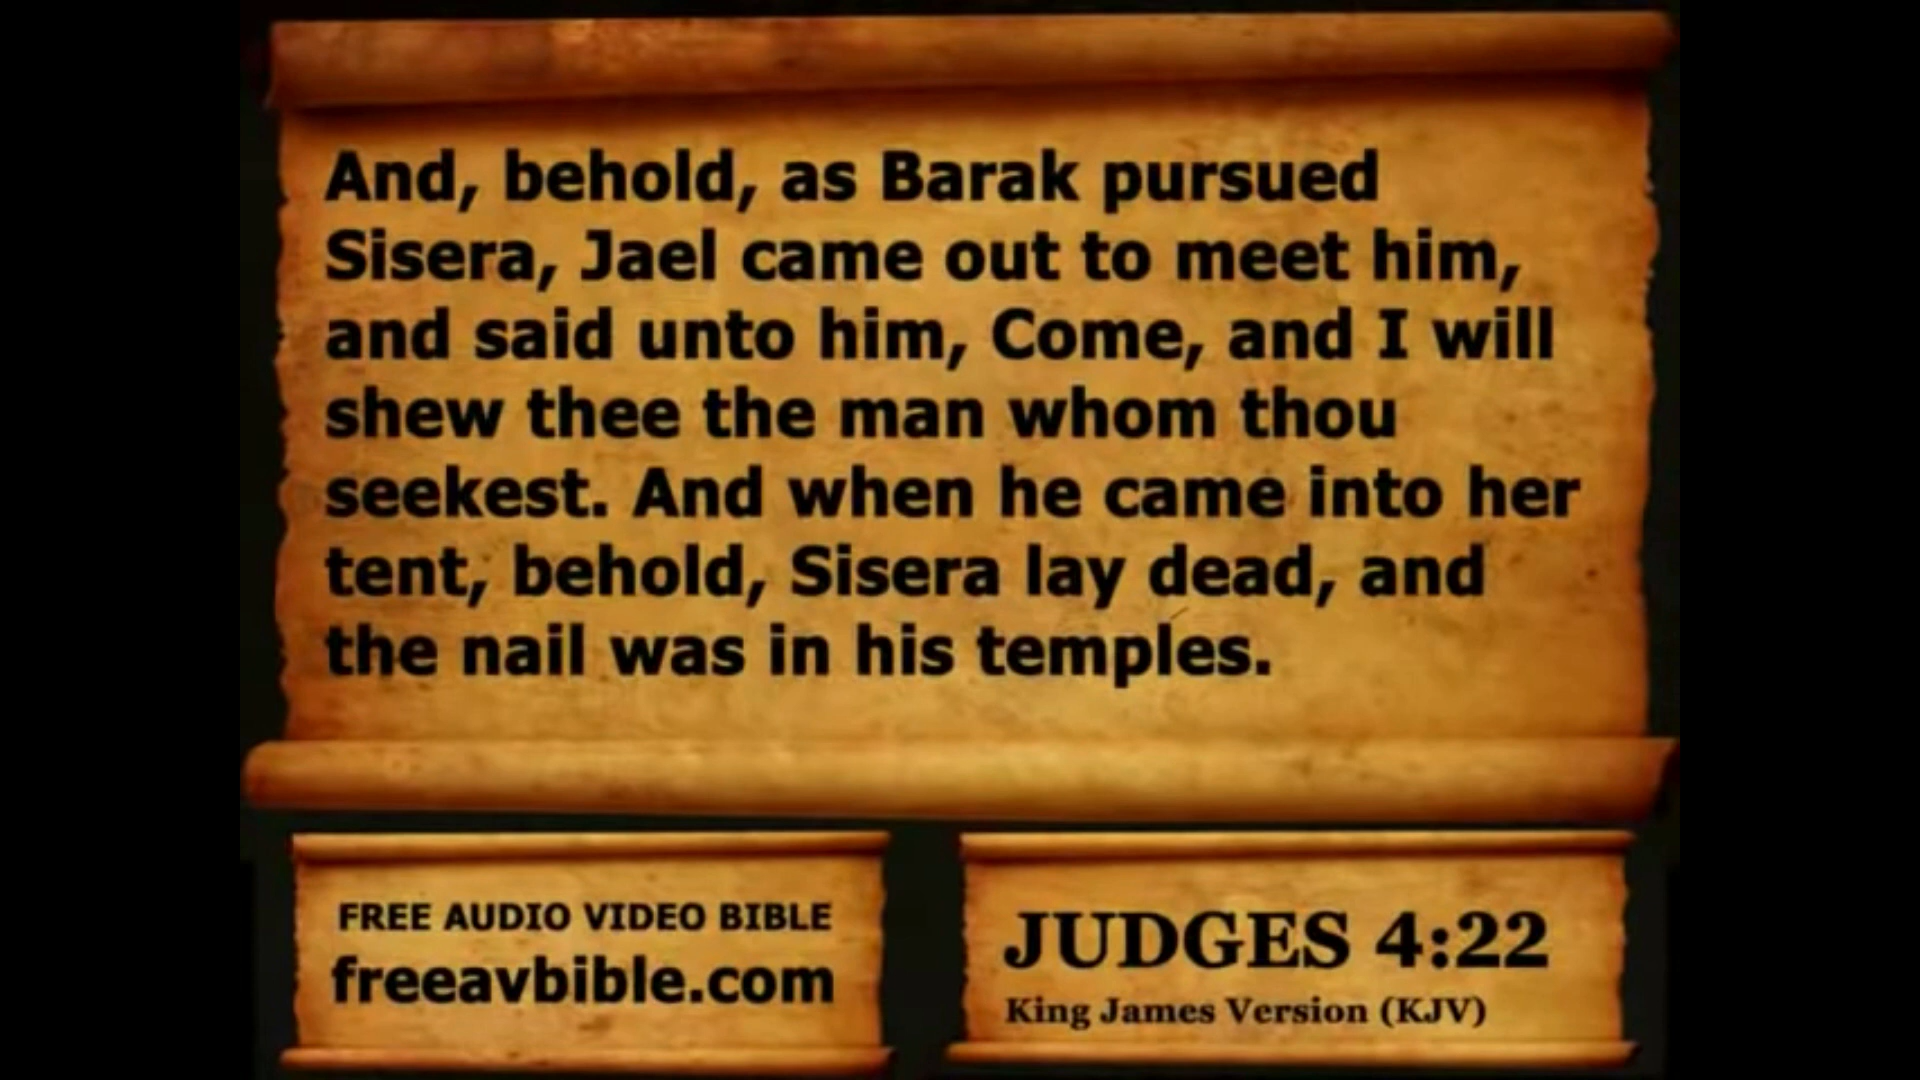 And, behold, as Barak pursued
Sisera, Jael came out to meet him,
and said unto him, Come, and I will
shew thee the man whom thou
seekest. And when he came into her
tent, behold, Sisera lay dead, and
the nail was in his temples.
FREE AUDIO VIDEO BIBLE
freeavbible.com
JUDGES 4:22
King James Version (KJV)